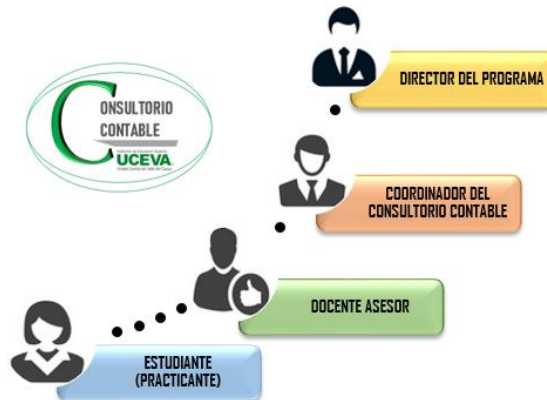 DIRECTOR DEL PROGRAMA
CONSULTORIO
CONTABLE
UCEVA
COORDINADOR DEL
CONSULTORIO CONTABLE
DOCENTE ASESOR
ESTUDIANTE
(PRACTICANTE)